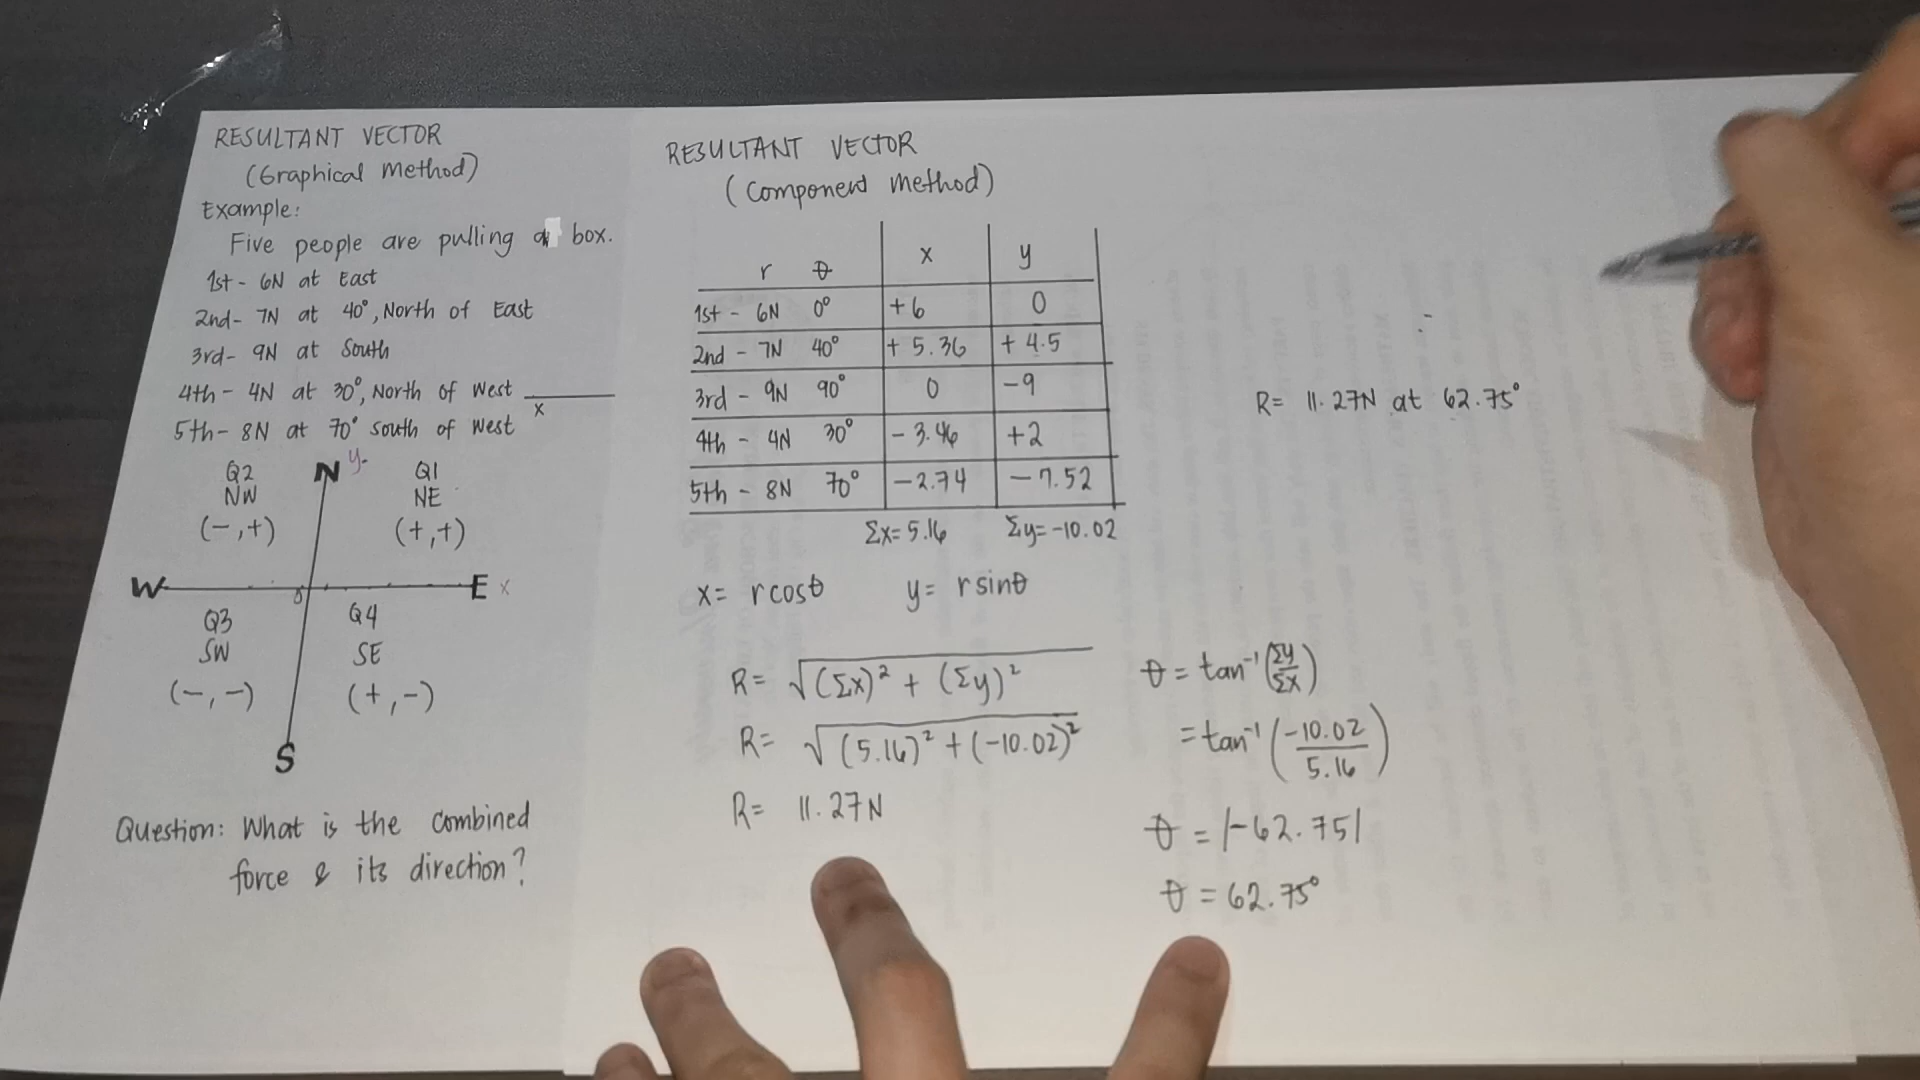 RESULTANT VECTOR
(Graphical method)
Example:
Five people are pulling a box.
1st - 6N at East
2nd - 7N at 40°, North of East
3rd - 9N at South
4th - 4N at 30°, North of West
x
5th - 8N at 70° South of West
Q2 N y Q1
NW NE
(-,+) (+,+)
W E x
Q3 Q4
SW SE
(-,-) (+,-)
S
Question: What is the combined
force & its direction?
RESULTANT VECTOR
(Component method)
r θ x y
1st - 6N 0° +6 0
2nd - 7N 40° + 5.36 + 4.5
3rd - 9N 90° 0 -9
4th - 4N 30° - 3.46 +2
5th - 8N 70° -2.74 -7.52
Σx= 5.16 Σy= -10.02
x= r cosθ y= r sinθ
R= √(Σx)² + (Σy)²
R= √(5.16)² + (-10.02)²
R= 11.27N
θ = tan⁻¹ (Σy/Σx)
= tan⁻¹ (-10.02/5.16)
θ = |-62.75|
θ = 62.75°
R= 11.27N at 62.75°